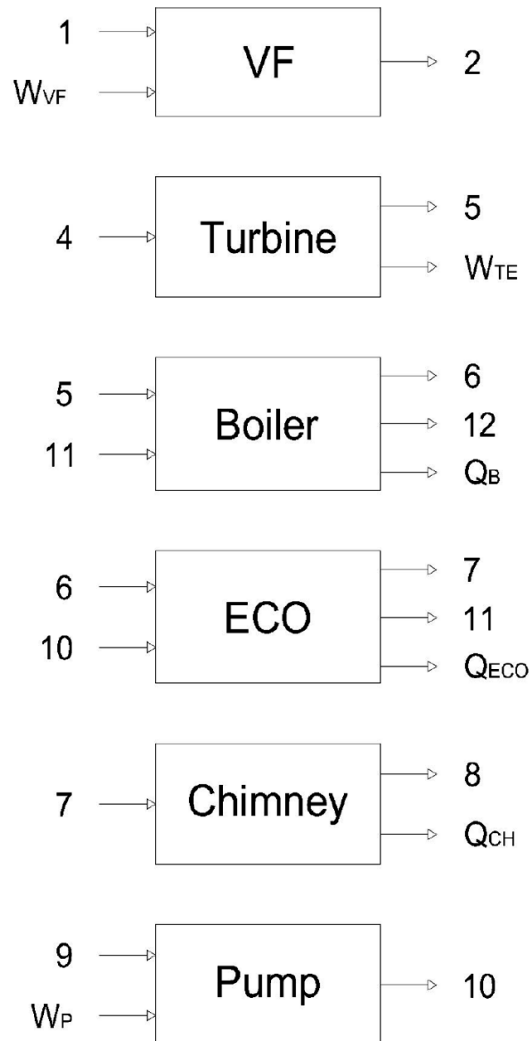 1
VF
2
WVF
4
Turbine
5
WTE
5
Boiler
6
11
12
QB
6
ECO
7
10
11
QECO
7
Chimney
8
QCH
9
Pump
10
WP